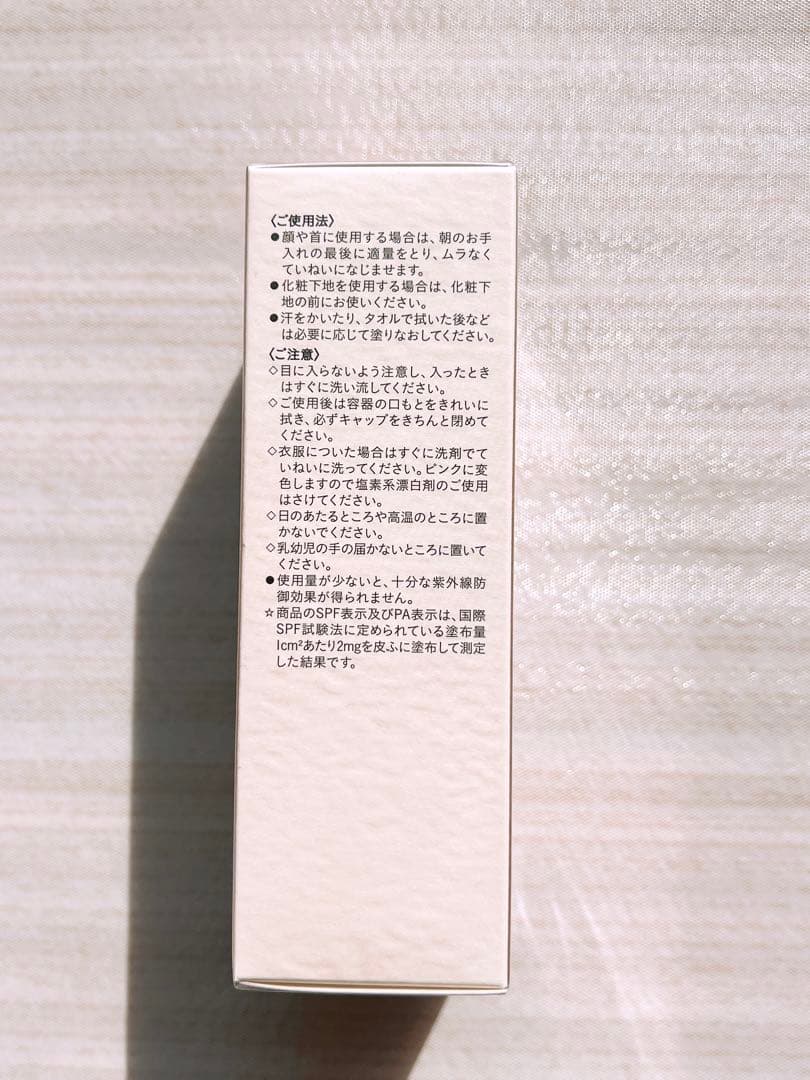 〈ご使用法〉
●顔や首に使用する場合は、朝のお手
入れの最後に適量をとり、ムラなく
ていねいになじませます。
●化粧下地を使用する場合は、化粧下
地の前にお使いください。
●汗をかいたり、タオルで拭いた後など
は必要に応じて塗りなおしてください。
〈ご注意〉
◇目に入らないよう注意し、入ったとき
はすぐに洗い流してください。
◇ご使用後は容器の口もとをきれいに
拭き、必ずキャップをきちんと閉めて
ください。
◇衣服についた場合はすぐに洗剤でて
いねいに洗ってください。ピンクに変
色しますので塩素系漂白剤のご使用
はさけてください。
◇日のあたるところや高温のところに置
かないでください。
◇乳幼児の手の届かないところに置いて
ください。
●使用量が少ないと、十分な紫外線防
御効果が得られません。
☆商品のSPF表示及びPA表示は、国際
SPF試験法に定められている塗布量
1cm²あたり2mgを皮ふに塗布して測定
した結果です。